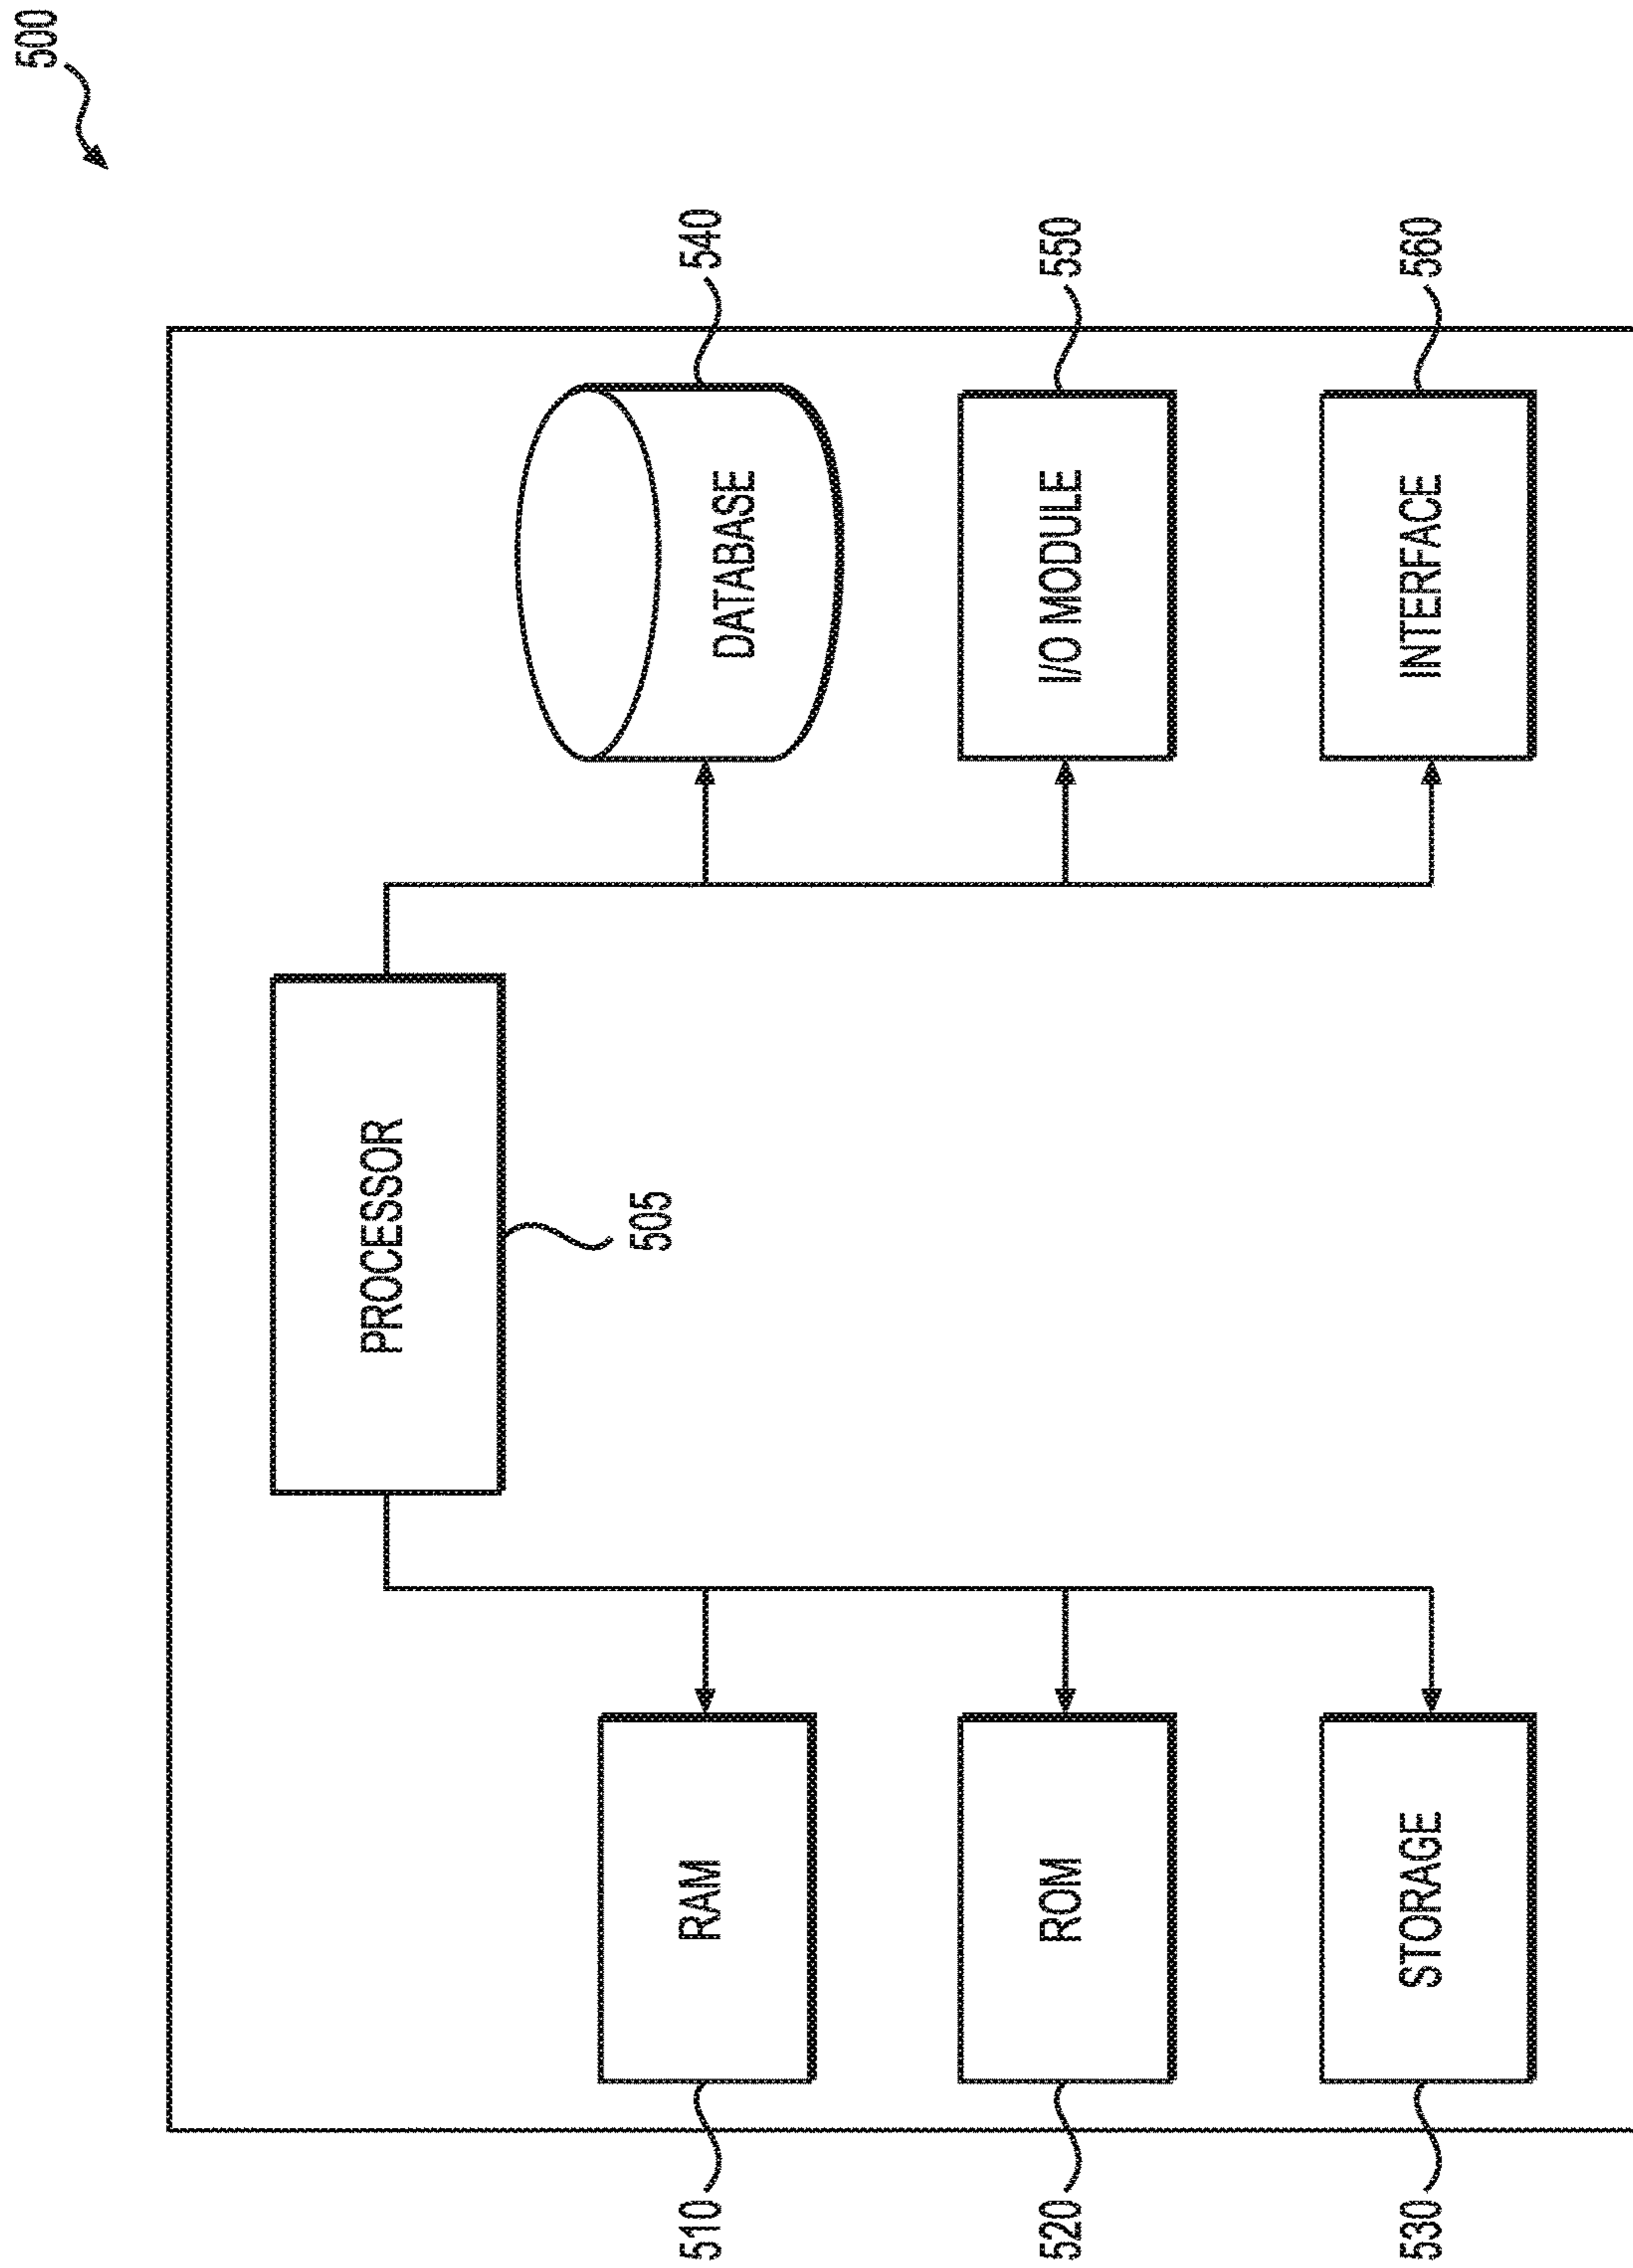 500
PROCESSOR
505
510
RAM
DATABASE
540
520
ROM
I/O MODULE
550
530
STORAGE
INTERFACE
560